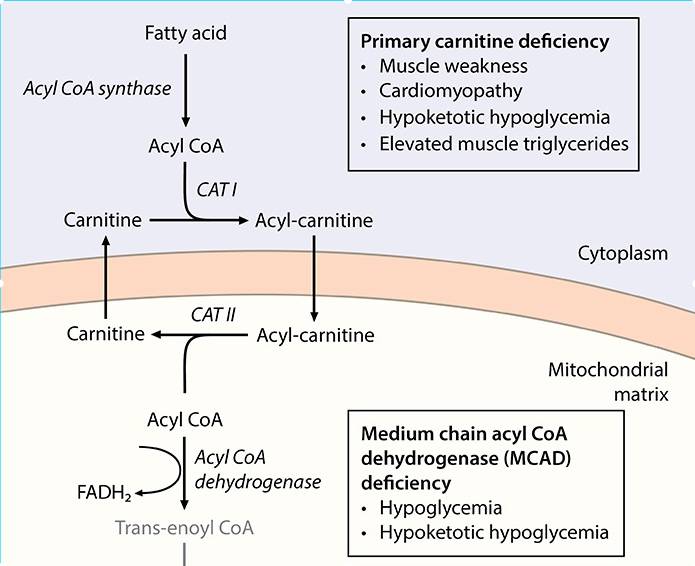 Fatty acid
Acyl CoA synthase
Acyl CoA
CAT I
Carnitine
Acyl-carnitine
Primary carnitine deficiency
• Muscle weakness
• Cardiomyopathy
• Hypoketotic hypoglycemia
• Elevated muscle triglycerides
Cytoplasm
CAT II
Carnitine
Acyl-carnitine
Mitochondrial
matrix
Acyl CoA
Acyl CoA
dehydrogenase
FADH₂
Trans-enoyl CoA
Medium chain acyl CoA
dehydrogenase (MCAD)
deficiency
• Hypoglycemia
• Hypoketotic hypoglycemia